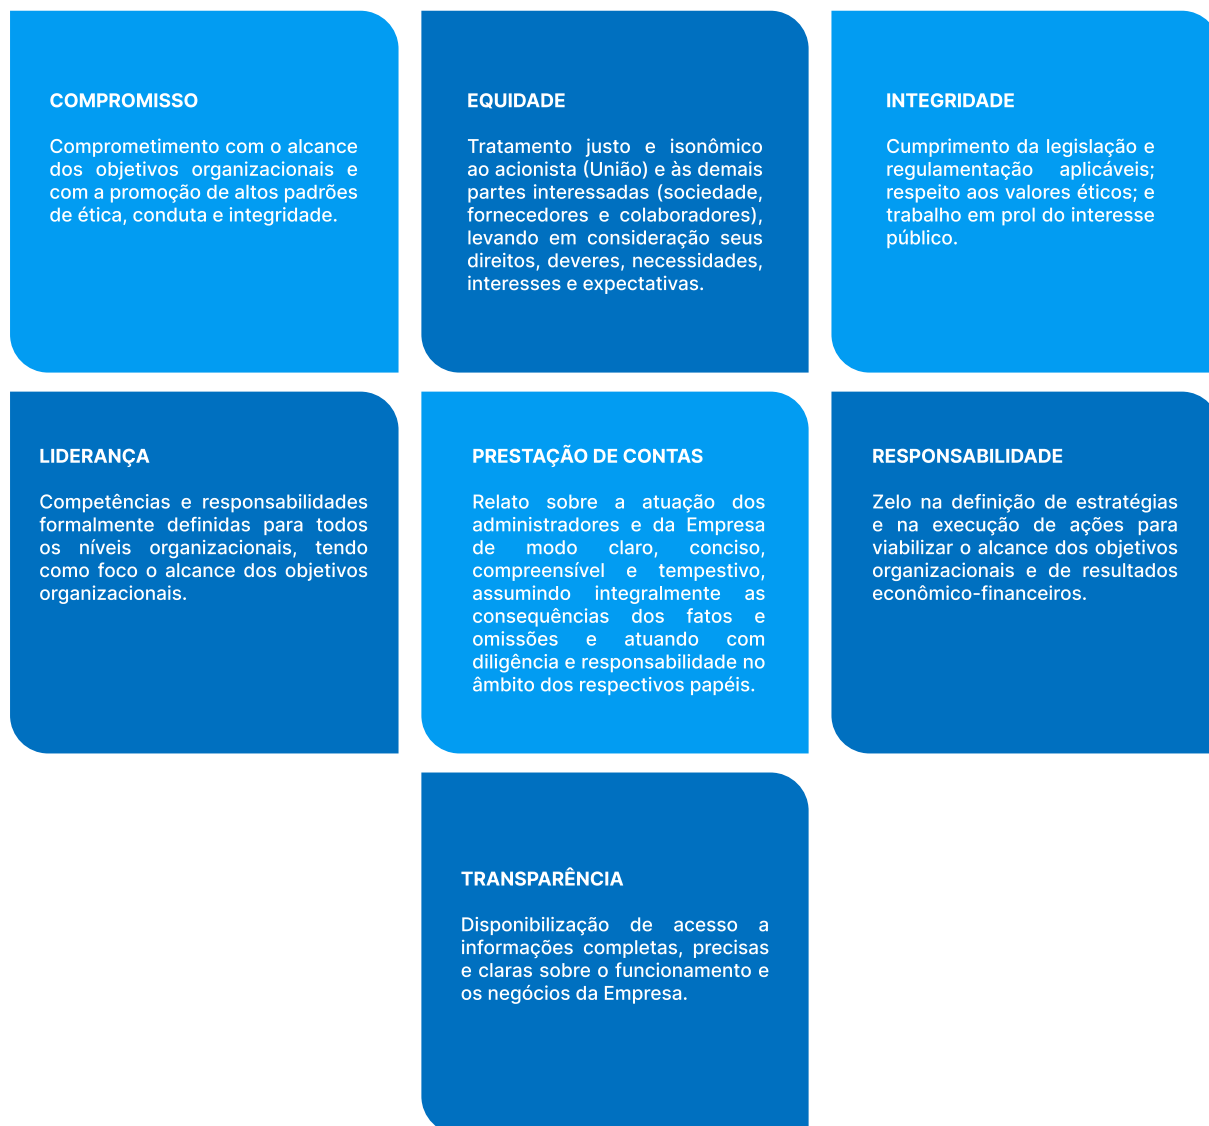 COMPROMISSO
Comprometimento com o alcance
dos objetivos organizacionais e
com a promoção de altos padrões
de ética, conduta e integridade.
EQUIDADE
Tratamento justo e isonômico
ao acionista (União) e às demais
partes interessadas (sociedade,
fornecedores e colaboradores),
levando em consideração seus
direitos, deveres, necessidades,
interesses e expectativas.
INTEGRIDADE
Cumprimento da legislação e
regulamentação aplicáveis;
respeito aos valores éticos; e
trabalho em prol do interesse
público.
LIDERANÇA
Competências e responsabilidades
formalmente definidas para todos
os níveis organizacionais, tendo
como foco o alcance dos objetivos
organizacionais.
PRESTAÇÃO DE CONTAS
Relato sobre a atuação dos
administradores e da Empresa
de modo claro, conciso,
compreensível e tempestivo,
assumindo integralmente as
consequências dos fatos e
omissões e atuando com
diligência e responsabilidade no
âmbito dos respectivos papéis.
RESPONSABILIDADE
Zelo na definição de estratégias
e na execução de ações para
viabilizar o alcance dos objetivos
organizacionais e de resultados
econômico-financeiros.
TRANSPARÊNCIA
Disponibilização de acesso a
informações completas, precisas
e claras sobre o funcionamento e
os negócios da Empresa.